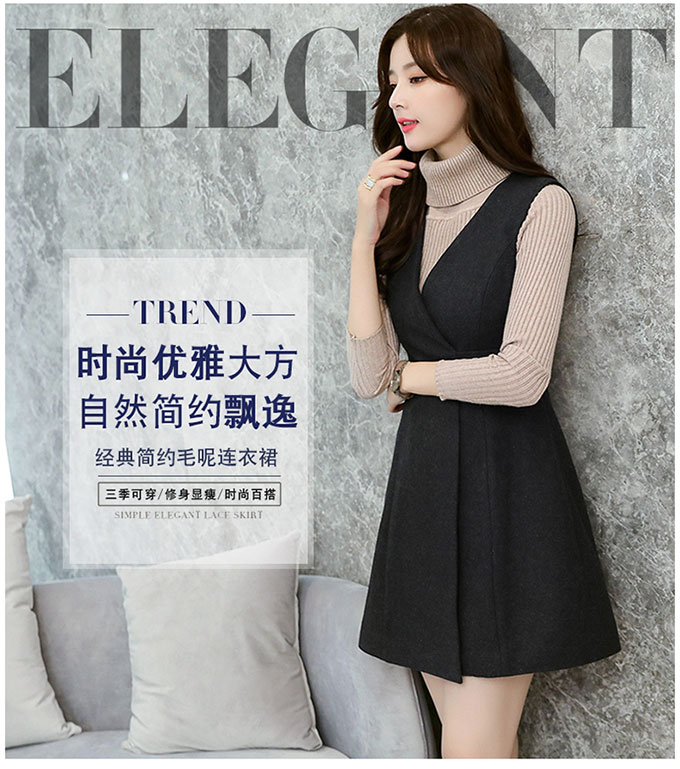 ELEGANT
TREND
时尚优雅大方
自然简约飘逸
经典简约毛呢连衣裙
三季可穿/修身显瘦/时尚百搭
SIMPLE ELEGANT LACE SKIRT